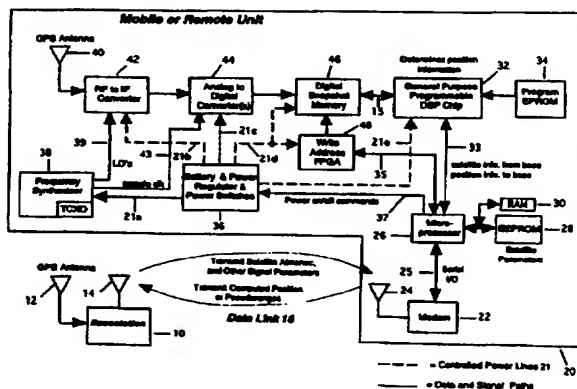 Mobile or Remote Unit
GPS Antenna
40
42
44
46
Determines position
information
32
34
RF to IF
Converter
Analog to
Digital
Converter(s)
Digital
Snapshot
Memory
General Purpose
Programmable
DSP Chip
Program
EPROM
15
39
LO's
43
21b
21c
21d
48
Write
Address
FPGA
21e
33
35
satellite info. from base
position info. to base
38
Frequency
Synthesizer
TCXO
sample clk
21a
Battery & Power
Regulator &
Power Switches
36
Power on/off commands
37
Micro-
processor
26
RAM
30
EEPROM
28
Satellite
Parameters
GPS Antenna
12
14
Basestation
10
Transmit Satellite Almanac,
and Other Signal Parameters
Transmit Computed Position
or Pseudoranges
Data Link 16
24
25
Serial
I/O
Modem
22
20
= Controlled Power Lines 21
= Data and Signal Paths